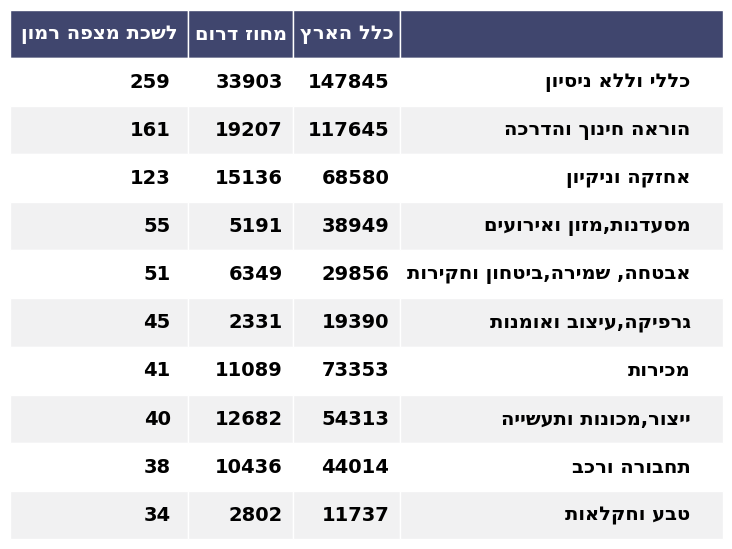 כלל הארץ מחוז דרום לשכת מצפה רמון
כללי וללא ניסיון 147845 33903 259
הוראה חינוך והדרכה 117645 19207 161
אחזקה וניקיון 68580 15136 123
מסעדנות,מזון ואירועים 38949 5191 55
אבטחה, שמירה,ביטחון וחקירות 29856 6349 51
גרפיקה,עיצוב ואומנות 19390 2331 45
מכירות 73353 11089 41
ייצור,מכונות ותעשייה 54313 12682 40
תחבורה ורכב 44014 10436 38
טבע וחקלאות 11737 2802 34